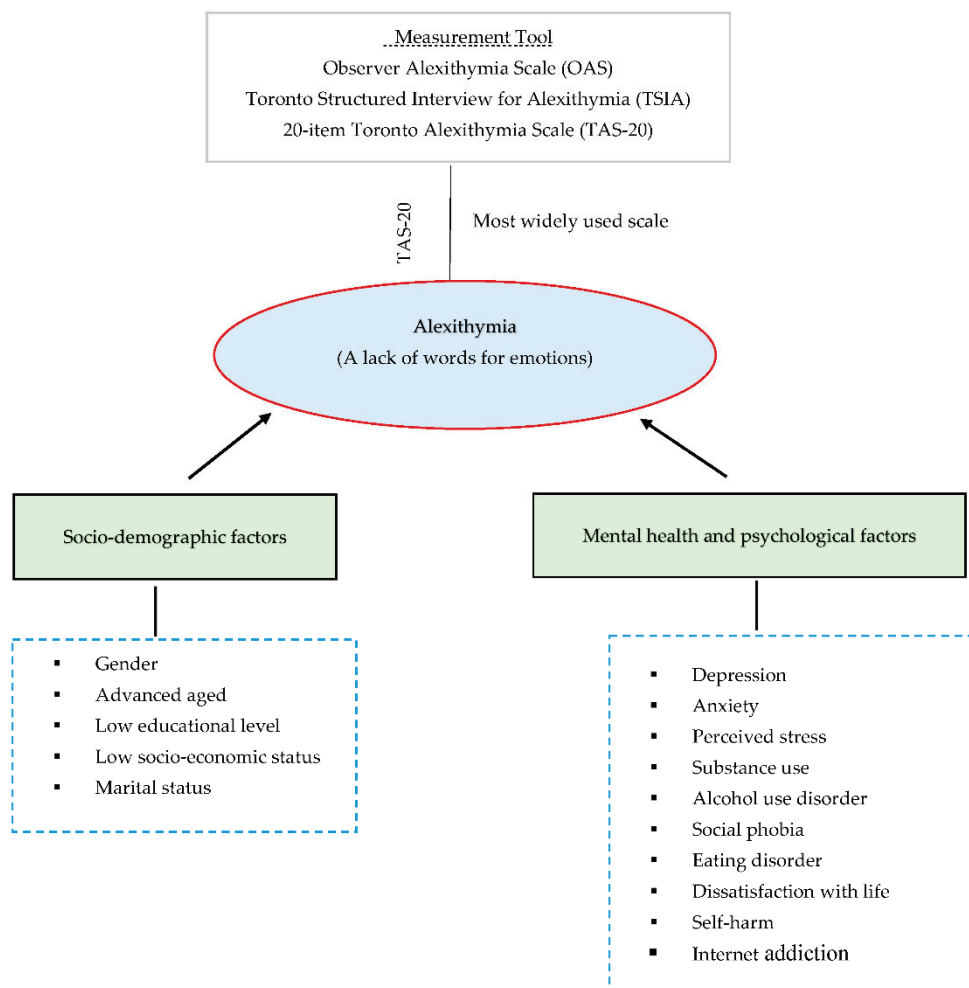 Measurement Tool
Observer Alexithymia Scale (OAS)
Toronto Structured Interview for Alexithymia (TSIA)
20-item Toronto Alexithymia Scale (TAS-20)
TAS-20
Most widely used scale
Alexithymia
(A lack of words for emotions)
Socio-demographic factors
Mental health and psychological factors
▪ Gender
▪ Advanced aged
▪ Low educational level
▪ Low socio-economic status
▪ Marital status
▪ Depression
▪ Anxiety
▪ Perceived stress
▪ Substance use
▪ Alcohol use disorder
▪ Social phobia
▪ Eating disorder
▪ Dissatisfaction with life
▪ Self-harm
▪ Internet addiction